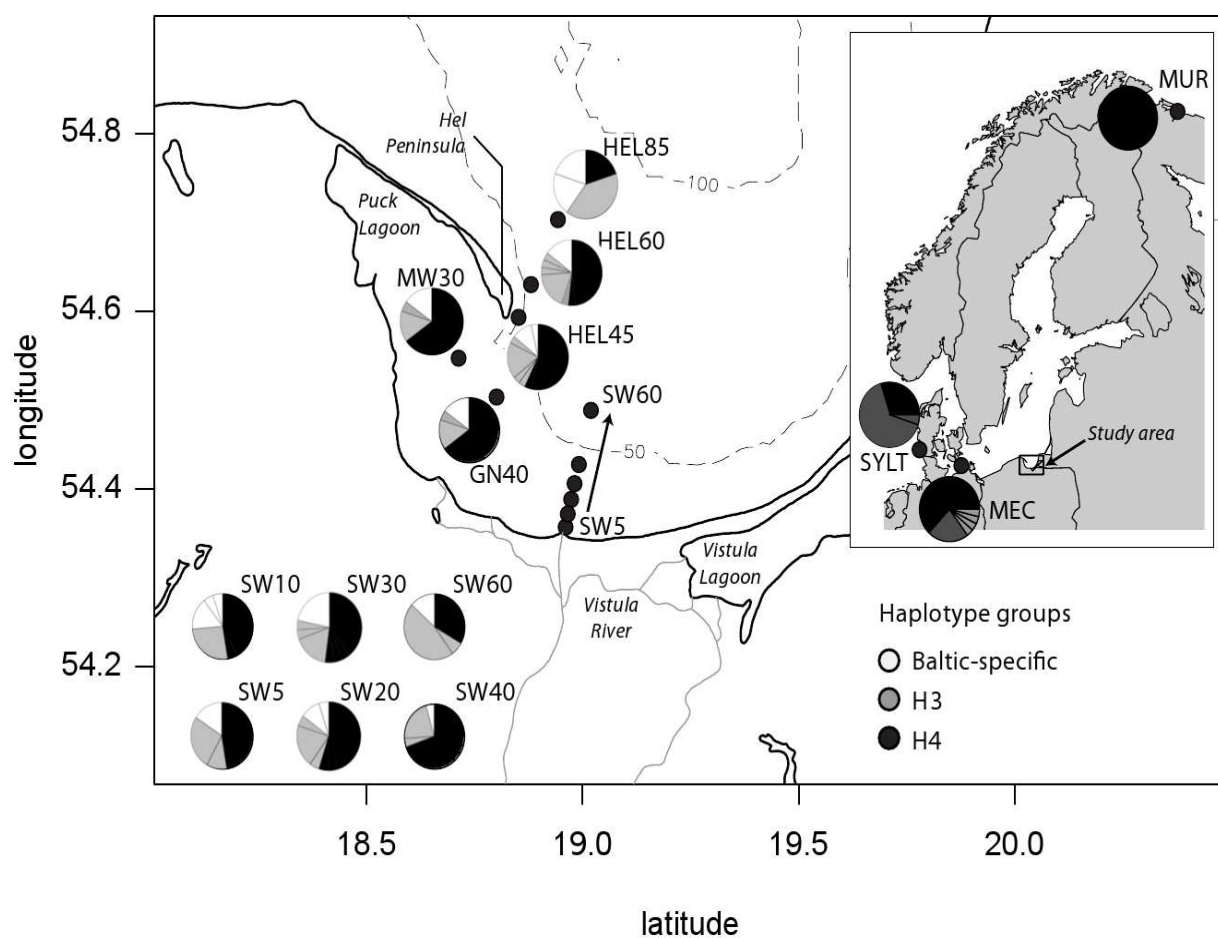 54.8
54.6
54.4
54.2
longitude
18.5
19.0
19.5
20.0
latitude
Hel
Peninsula
Puck
Lagoon
HEL85
HEL60
HEL45
MW30
GN40
SW60
SW5
100
50
Vistula
Lagoon
Vistula
River
SW10
SW30
SW60
SW5
SW20
SW40
MUR
SYLT
MEC
Study area
Haplotype groups
Baltic-specific
H3
H4